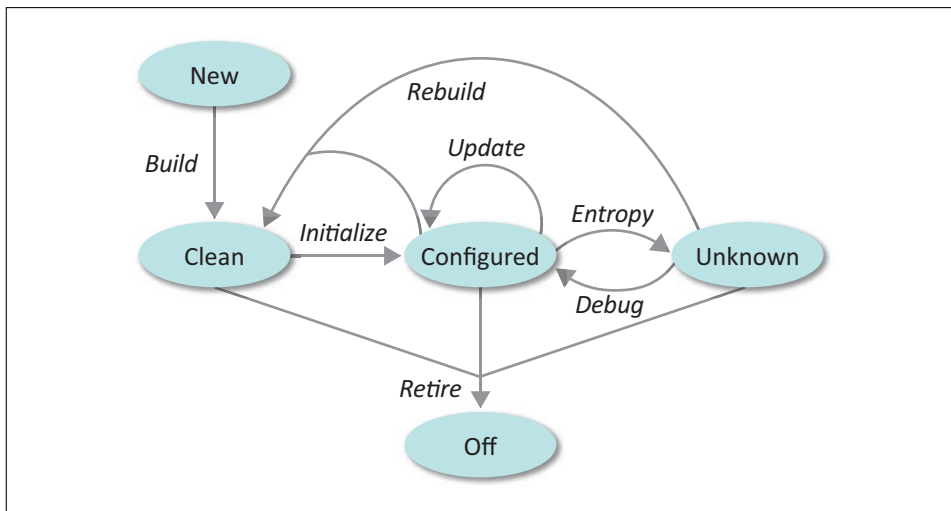 New
Rebuild
Update
Build
Entropy
Initialize
Clean
Configured
Unknown
Debug
Retire
Off